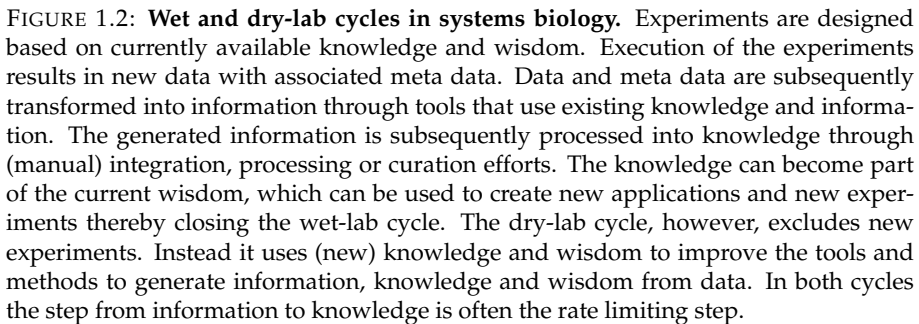 FIGURE 1.2: Wet and dry-lab cycles in systems biology. Experiments are designed
based on currently available knowledge and wisdom. Execution of the experiments
results in new data with associated meta data. Data and meta data are subsequently
transformed into information through tools that use existing knowledge and informa-
tion. The generated information is subsequently processed into knowledge through
(manual) integration, processing or curation efforts. The knowledge can become part
of the current wisdom, which can be used to create new applications and new exper-
iments thereby closing the wet-lab cycle. The dry-lab cycle, however, excludes new
experiments. Instead it uses (new) knowledge and wisdom to improve the tools and
methods to generate information, knowledge and wisdom from data. In both cycles
the step from information to knowledge is often the rate limiting step.